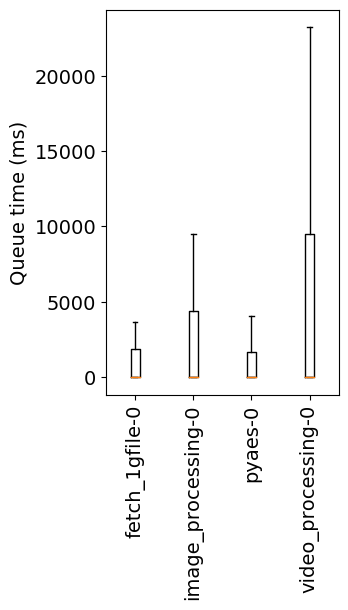 Queue time (ms)
20000
15000
10000
5000
0
fetch_1gfile-0
image_processing-0
pyaes-0
video_processing-0